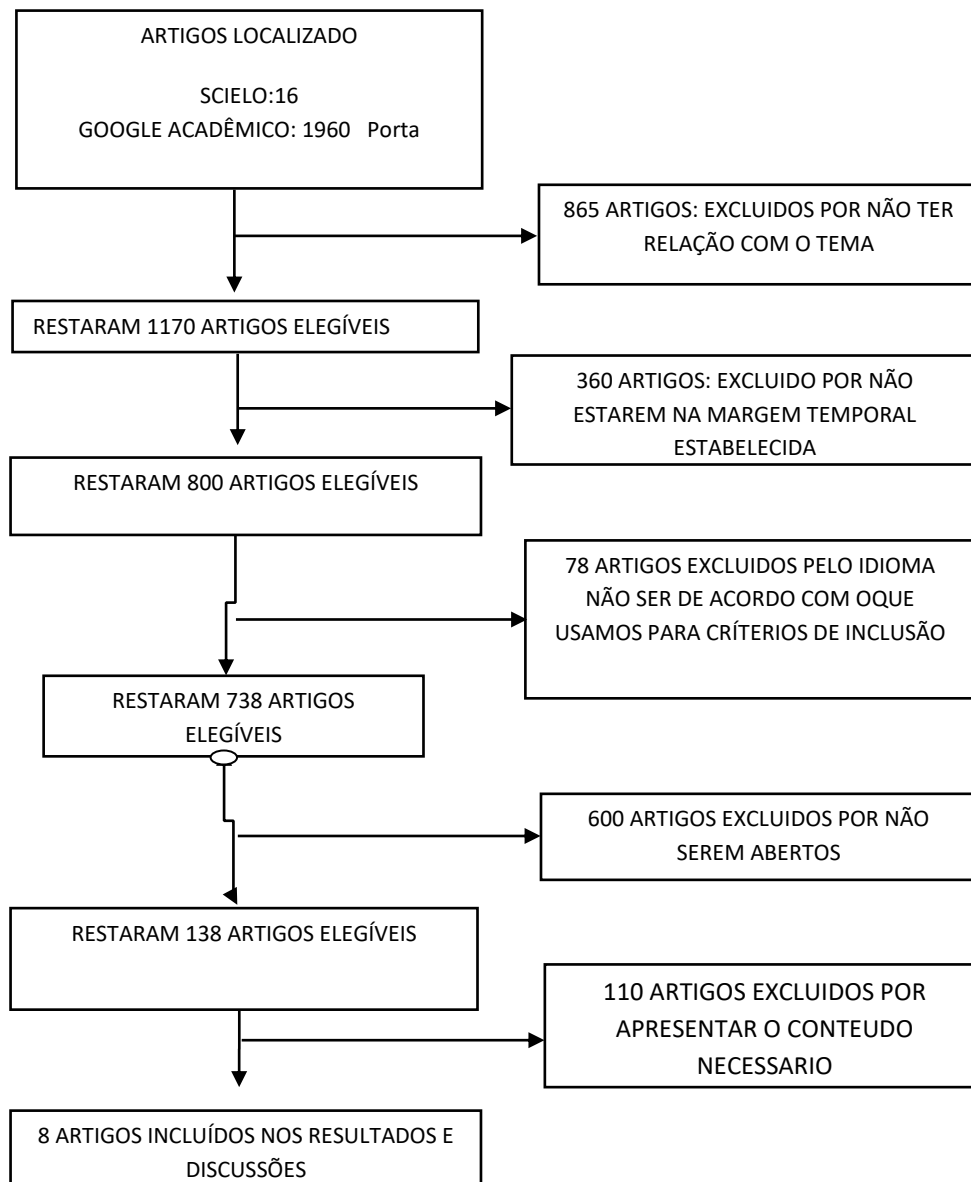 ARTIGOS LOCALIZADO
SCIELO:16
GOOGLE ACADÊMICO: 1960 Porta
865 ARTIGOS: EXCLUIDOS POR NÃO TER
RELAÇÃO COM O TEMA
RESTARAM 1170 ARTIGOS ELEGÍVEIS
360 ARTIGOS: EXCLUIDO POR NÃO
ESTAREM NA MARGEM TEMPORAL
ESTABELECIDA
RESTARAM 800 ARTIGOS ELEGÍVEIS
78 ARTIGOS EXCLUIDOS PELO IDIOMA
NÃO SER DE ACORDO COM OQUE
USAMOS PARA CRÍTERIOS DE INCLUSÃO
RESTARAM 738 ARTIGOS
ELEGÍVEIS
600 ARTIGOS EXCLUIDOS POR NÃO
SEREM ABERTOS
RESTARAM 138 ARTIGOS ELEGÍVEIS
110 ARTIGOS EXCLUIDOS POR
APRESENTAR O CONTEUDO
NECESSARIO
8 ARTIGOS INCLUÍDOS NOS RESULTADOS E
DISCUSSÕES